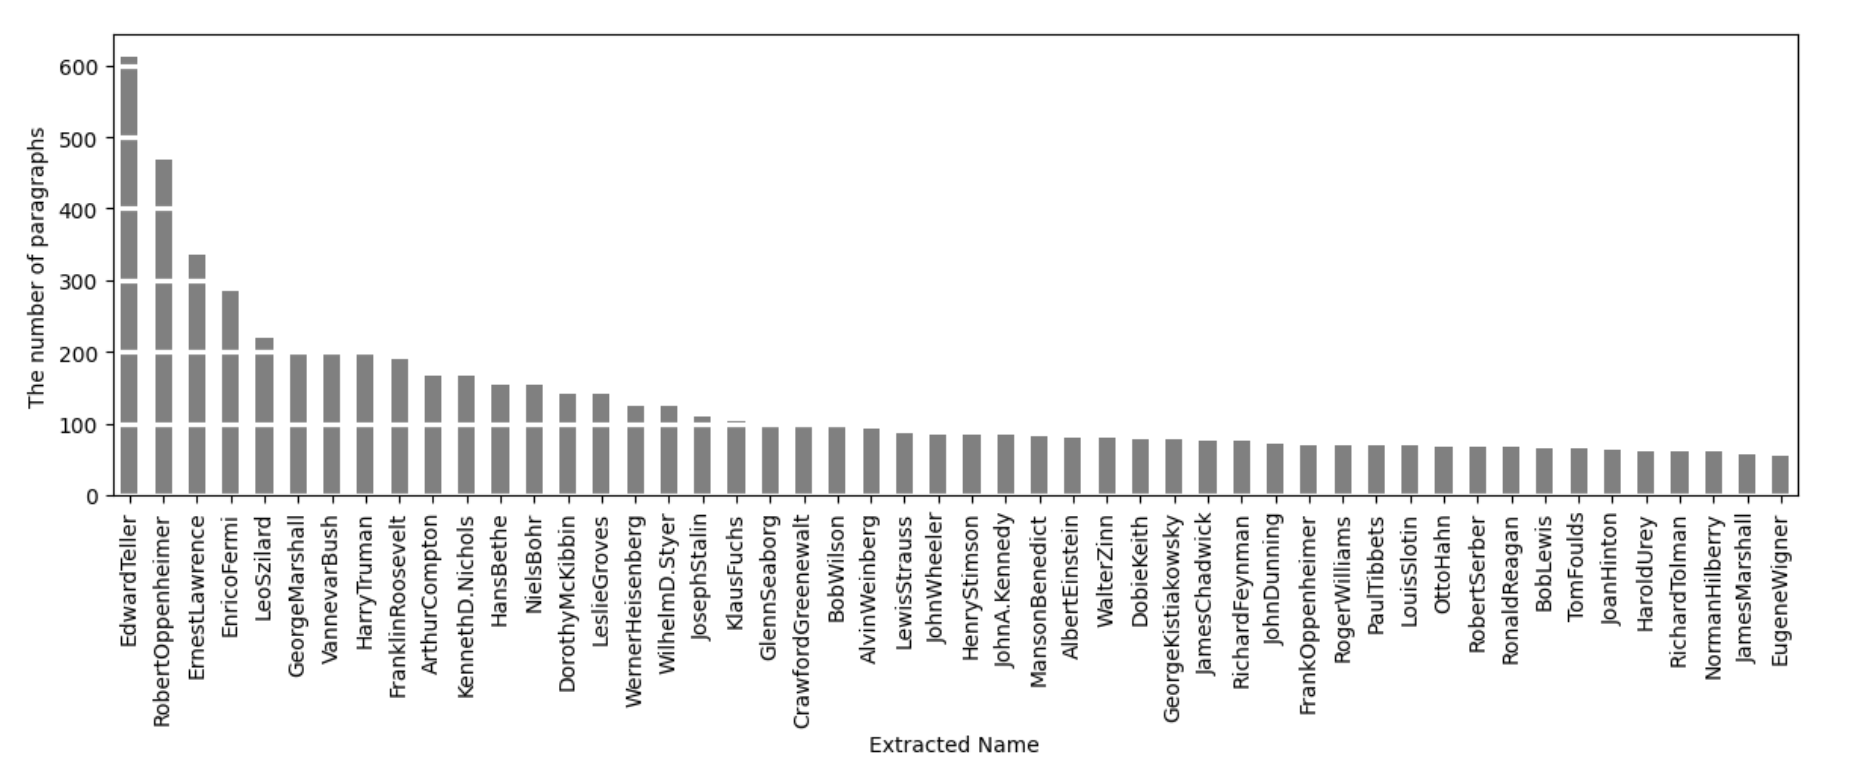 The number of paragraphs
600
500
400
300
200
100
0
EdwardTeller
RobertOppenheimer
ErnestLawrence
EnricoFermi
LeoSzilard
GeorgeMarshall
VannevarBush
HarryTruman
FranklinRoosevelt
ArthurCompton
KennethD.Nichols
HansBethe
NielsBohr
DorothyMcKibbin
LeslieGroves
WernerHeisenberg
WilhelmD.Styer
JosephStalin
KlausFuchs
GlennSeaborg
CrawfordGreenewalt
BobWilson
AlvinWeinberg
LewisStrauss
JohnWheeler
HenryStimson
JohnA.Kennedy
MansonBenedict
AlbertEinstein
WalterZinn
DobieKeith
GeorgeKistiakowsky
JamesChadwick
RichardFeynman
JohnDunning
FrankOppenheimer
RogerWilliams
PaulTibbets
LouisSlotin
OttoHahn
RobertSerber
RonaldReagan
BobLewis
TomFoulds
JoanHinton
HaroldUrey
RichardTolman
NormanHilberry
JamesMarshall
EugeneWigner
Extracted Name